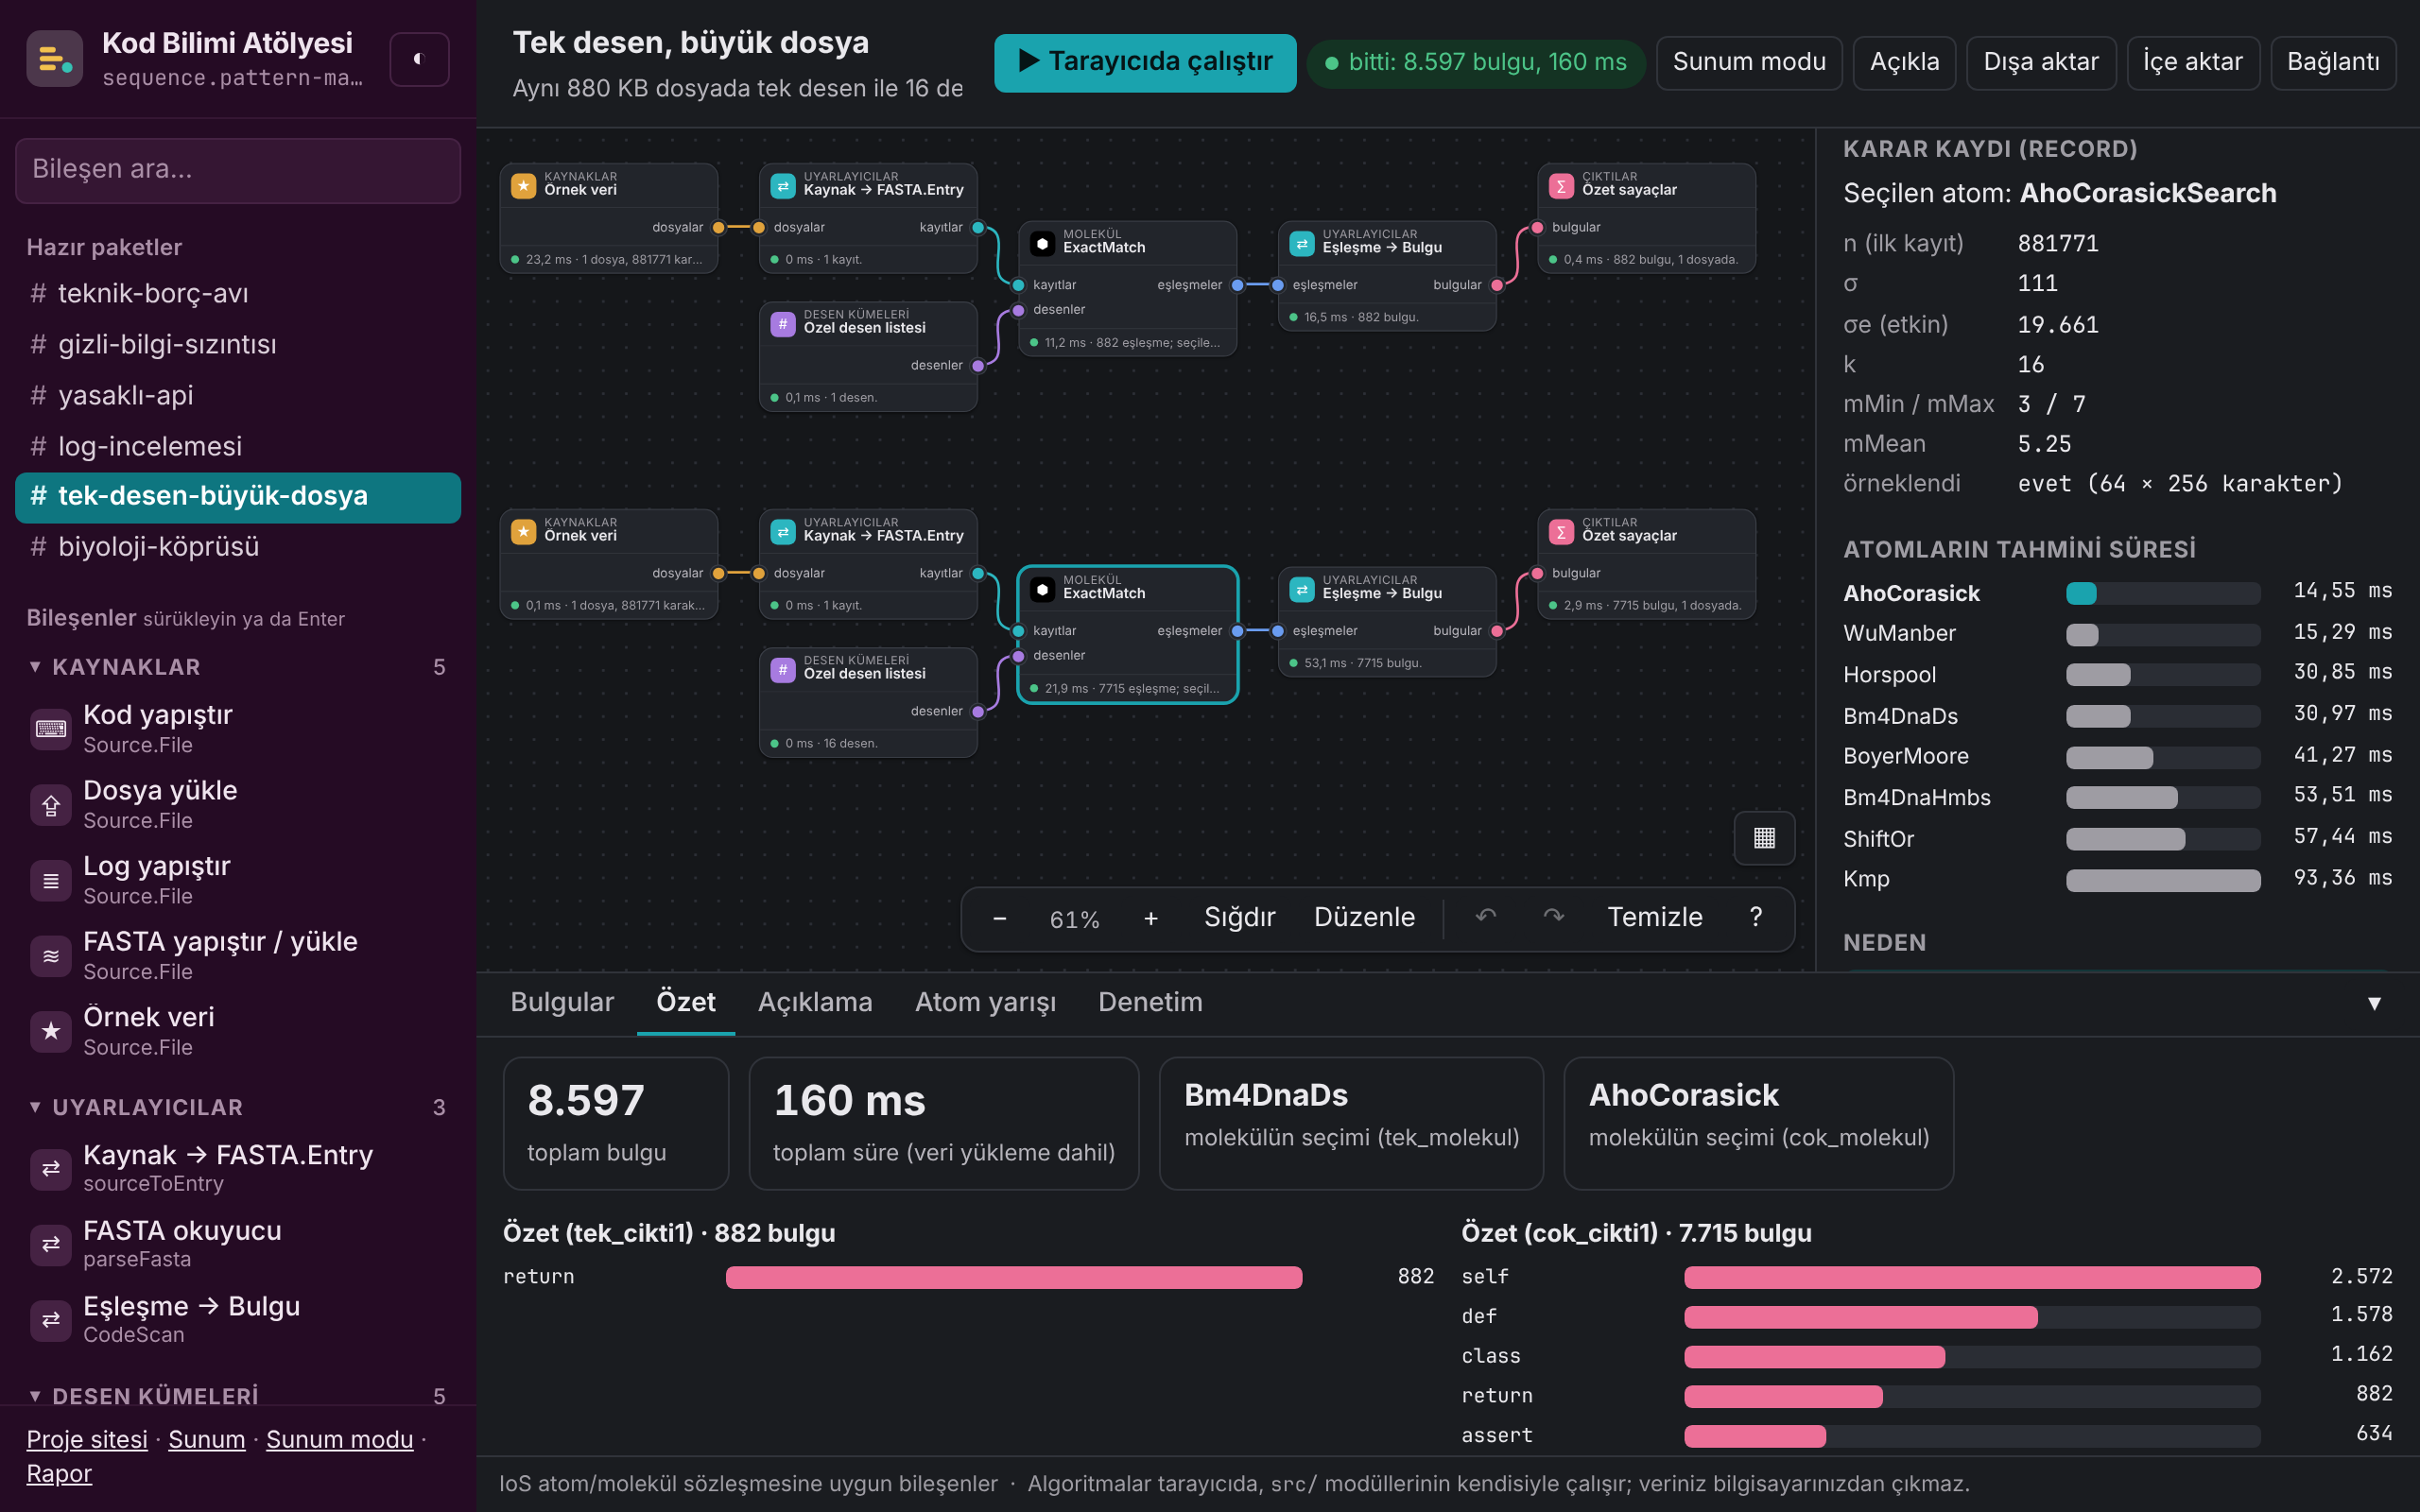 Kod Bilimi Atölyesi
sequence.pattern-ma…
Bileşen ara…
Hazır paketler
# teknik-borç-avı
# gizli-bilgi-sızıntısı
# yasaklı-api
# log-incelemesi
# tek-desen-büyük-dosya
# biyoloji-köprüsü
Bileşenler sürükleyin ya da Enter
▼ KAYNAKLAR 5
Kod yapıştır
Source.File
Dosya yükle
Source.File
Log yapıştır
Source.File
FASTA yapıştır / yükle
Source.File
Örnek veri
Source.File
▼ UYARLAYICILAR 3
Kaynak → FASTA.Entry
sourceToEntry
FASTA okuyucu
parseFasta
Eşleşme → Bulgu
CodeScan
▼ DESEN KÜMELERİ 5
Proje sitesi · Sunum · Sunum modu ·
Rapor
Tek desen, büyük dosya
Aynı 880 KB dosyada tek desen ile 16 de
▶ Tarayıcıda çalıştır
bitti: 8.597 bulgu, 160 ms
Sunum modu
Açıkla
Dışa aktar
İçe aktar
Bağlantı
KAYNAKLAR
Örnek veri
dosyalar
23,2 ms · 1 dosya, 881771 kar…
UYARLAYICILAR
Kaynak → FASTA.Entry
dosyalar kayıtlar
0 ms · 1 kayıt.
DESEN KÜMELERİ
Özel desen listesi
desenler
0,1 ms · 1 desen.
MOLEKÜL
ExactMatch
kayıtlar eşleşmeler
desenler
11,2 ms · 882 eşleşme; seçile…
UYARLAYICILAR
Eşleşme → Bulgu
eşleşmeler bulgular
16,5 ms · 882 bulgu.
ÇIKTILAR
Özet sayaçlar
bulgular
0,4 ms · 882 bulgu, 1 dosyada.
KAYNAKLAR
Örnek veri
dosyalar
0,1 ms · 1 dosya, 881771 karak…
UYARLAYICILAR
Kaynak → FASTA.Entry
dosyalar kayıtlar
0 ms · 1 kayıt.
DESEN KÜMELERİ
Özel desen listesi
desenler
0 ms · 16 desen.
MOLEKÜL
ExactMatch
kayıtlar eşleşmeler
desenler
21,9 ms · 7715 eşleşme; seçil…
UYARLAYICILAR
Eşleşme → Bulgu
eşleşmeler bulgular
53,1 ms · 7715 bulgu.
ÇIKTILAR
Özet sayaçlar
bulgular
2,9 ms · 7715 bulgu, 1 dosyada.
− 61% + Sığdır Düzenle ↶ ↷ Temizle ?
KARAR KAYDI (RECORD)
Seçilen atom: AhoCorasickSearch
n (ilk kayıt) 881771
σ 111
σe (etkin) 19.661
k 16
mMin / mMax 3 / 7
mMean 5.25
örneklendi evet (64 × 256 karakter)
ATOMLARIN TAHMİNİ SÜRESİ
AhoCorasick 14,55 ms
WuManber 15,29 ms
Horspool 30,85 ms
Bm4DnaDs 30,97 ms
BoyerMoore 41,27 ms
Bm4DnaHmbs 53,51 ms
ShiftOr 57,44 ms
Kmp 93,36 ms
NEDEN
Bulgular Özet Açıklama Atom yarışı Denetim ▼
8.597
toplam bulgu
160 ms
toplam süre (veri yükleme dahil)
Bm4DnaDs
molekülün seçimi (tek_molekul)
AhoCorasick
molekülün seçimi (cok_molekul)
Özet (tek_cikti1) · 882 bulgu
return 882
Özet (cok_cikti1) · 7.715 bulgu
self 2.572
def 1.578
class 1.162
return 882
assert 634
IoS atom/molekül sözleşmesine uygun bileşenler · Algoritmalar tarayıcıda, src/ modüllerinin kendisiyle çalışır; veriniz bilgisayarınızdan çıkmaz.